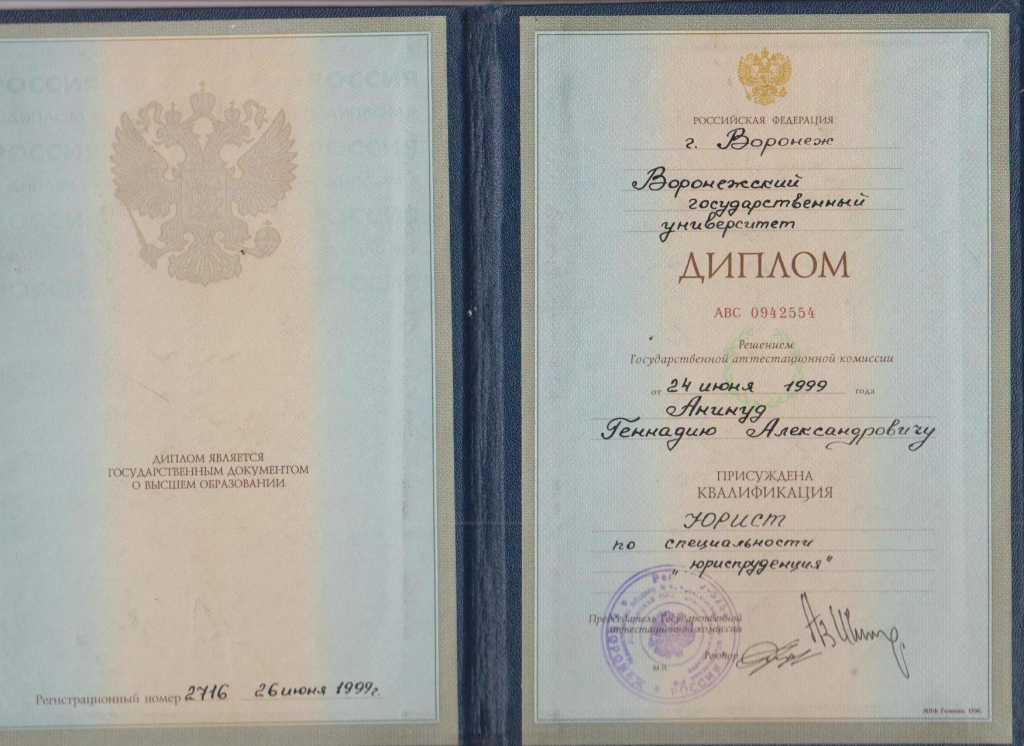 ДИПЛОМ ЯВЛЯЕТСЯ
ГОСУДАРСТВЕННЫМ ДОКУМЕНТОМ
О ВЫСШЕМ ОБРАЗОВАНИИ
Регистрационный номер 2716 26 июня 1999г.
РОССИЙСКАЯ ФЕДЕРАЦИЯ
г. Воронеж
Воронежский
государственный
университет
ДИПЛОМ
АВС 0942554
Решением
Государственной аттестационной комиссии
от 24 июня 1999 года
Анинуд
Геннадию Александровичу
ПРИСУЖДЕНА
КВАЛИФИКАЦИЯ
Юрист
по специальности
"юриспруденция"
Председатель Государственной
аттестационной комиссии
Ректор
М.П.